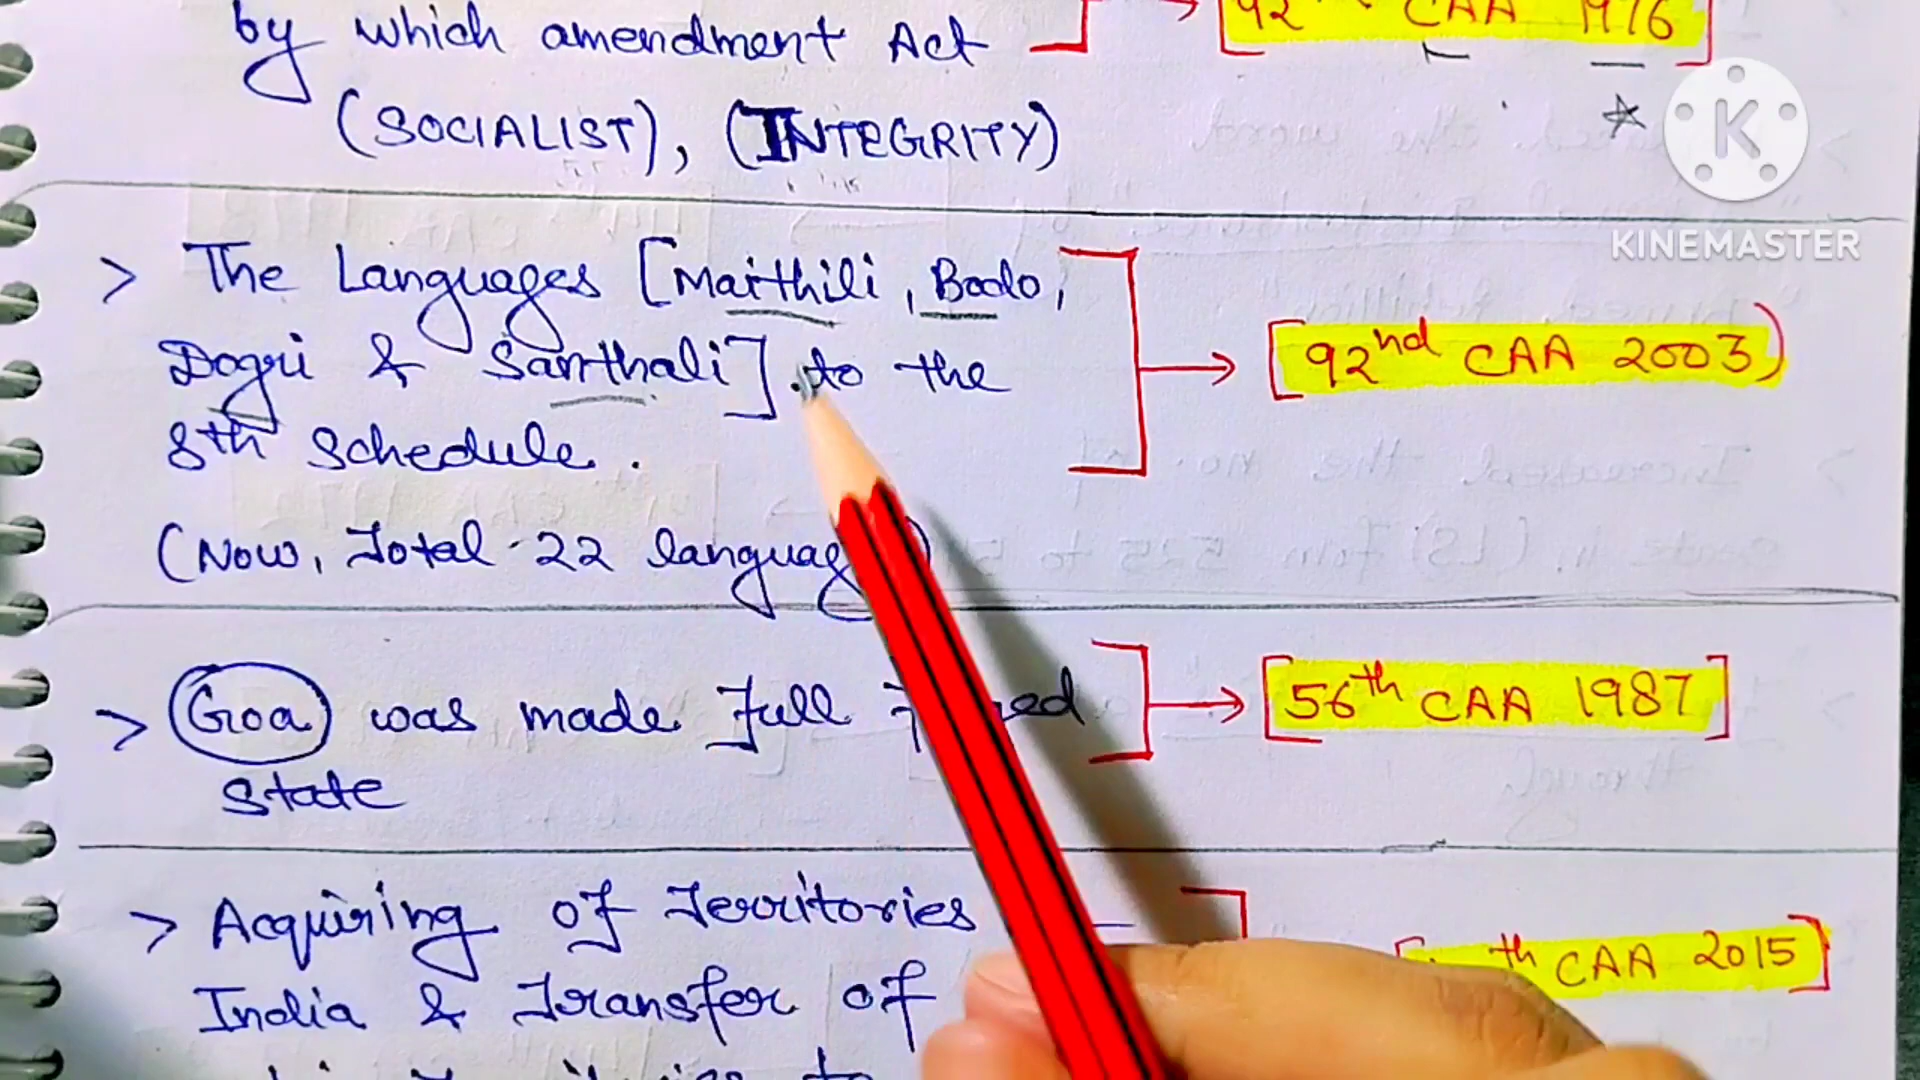 by which amendment Act
CAA 1976
(SOCIALIST), (INTEGRITY)
K
KINEMASTER
> The Languages [Maithili, Bodo,
Dogri & Santhali] to the
8th Schedule.
[92nd CAA 2003)
(Now, Total 22
> Goa was made Full
state
[56th CAA 1987]
> Acquiring of Territories
India & Transfer of
th CAA 2015]